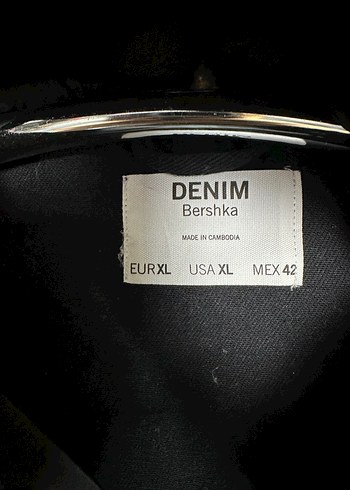 DENIM
Bershka
MADE IN CAMBODIA
EUR XL USA XL MEX 42